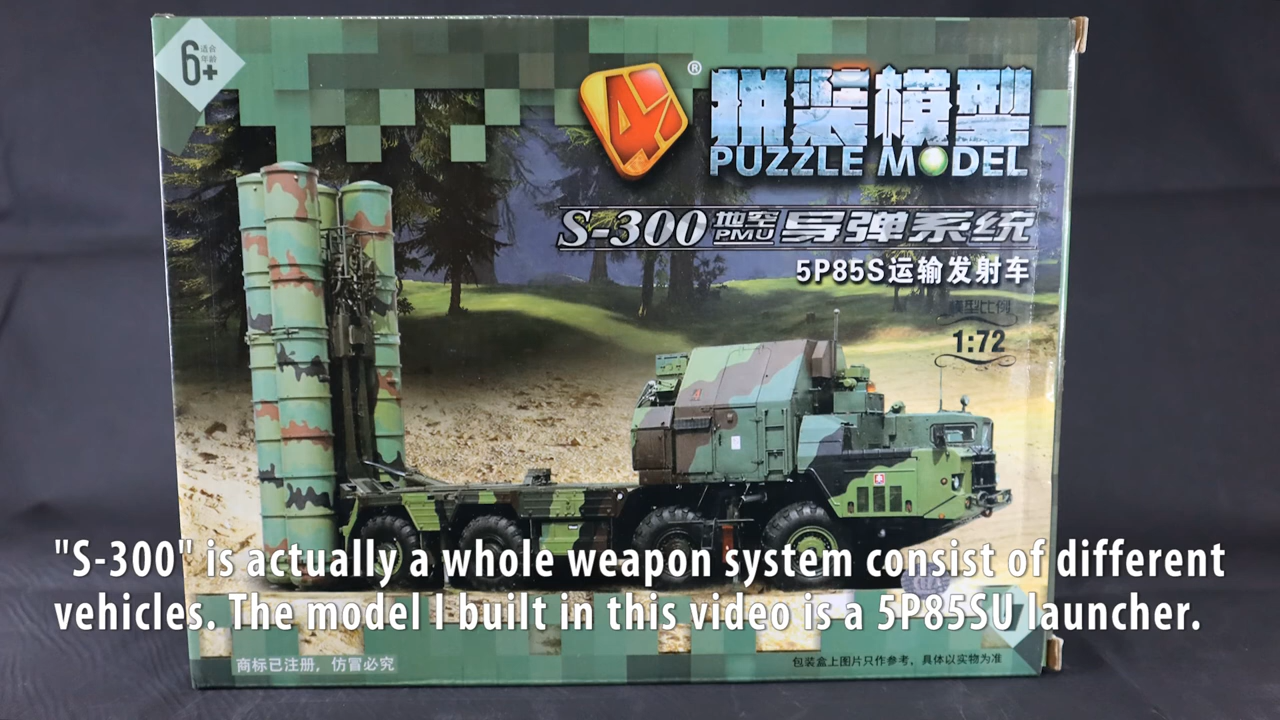 6+
适合
年龄
4
®
拼装模型
PUZZLE MODEL
S-300 地空 PMU 导弹系统
5P85S运输发射车
模型比例
1:72
"S-300" is actually a whole weapon system consist of different
vehicles. The model I built in this video is a 5P85SU launcher.
7
商标已注册，仿冒必究
包装盒上图片只作参考，具体以实物为准